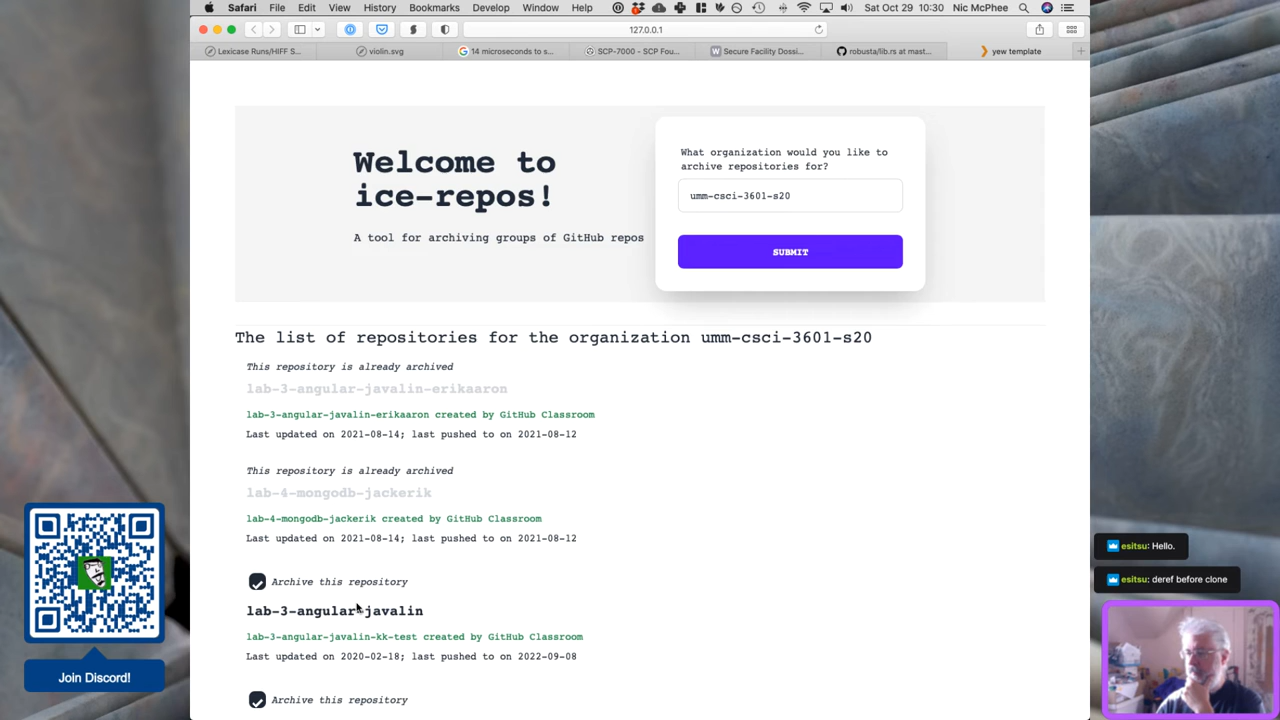 Safari File Edit View History Bookmarks Develop Window Help Sat Oct 29 10:30 Nic McPhee
127.0.0.1
Lexicase Runs/HIFF S... violin.svg 14 microseconds to s... SCP-7000 - SCP Fou... Secure Facility Dossi... robusta/lib.rs at mast... yew template
Welcome to
ice-repos!
A tool for archiving groups of GitHub repos
What organization would you like to
archive repositories for?
umm-csci-3601-s20
SUBMIT
The list of repositories for the organization umm-csci-3601-s20
This repository is already archived
lab-3-angular-javalin-erikaaron
lab-3-angular-javalin-erikaaron created by GitHub Classroom
Last updated on 2021-08-14; last pushed to on 2021-08-12
This repository is already archived
lab-4-mongodb-jackerik
lab-4-mongodb-jackerik created by GitHub Classroom
Last updated on 2021-08-14; last pushed to on 2021-08-12
Archive this repository
lab-3-angular-javalin
lab-3-angular-javalin-kk-test created by GitHub Classroom
Last updated on 2020-02-18; last pushed to on 2022-09-08
Archive this repository
Join Discord!
esitsu: Hello.
esitsu: deref before clone